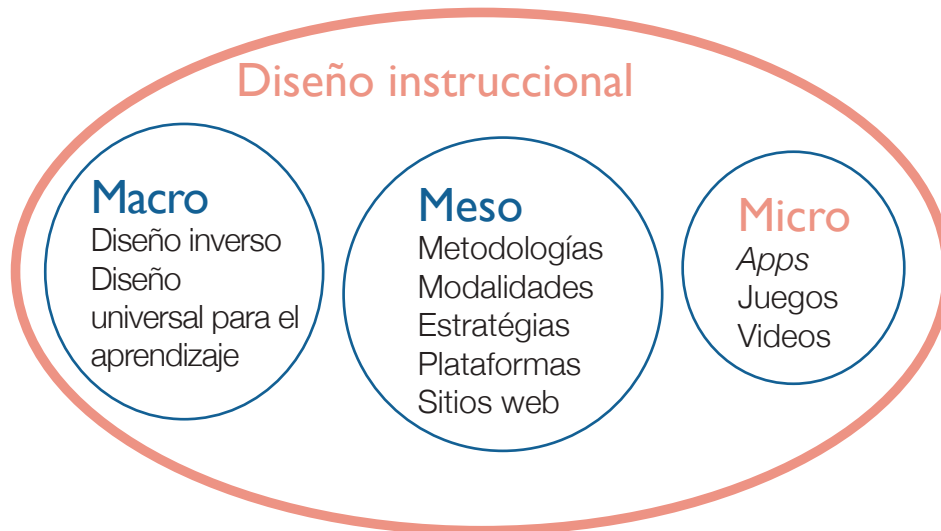 Diseño instruccional
Macro
Diseño inverso
Diseño
universal para el
aprendizaje
Meso
Metodologías
Modalidades
Estratégias
Plataformas
Sitios web
Micro
Apps
Juegos
Videos